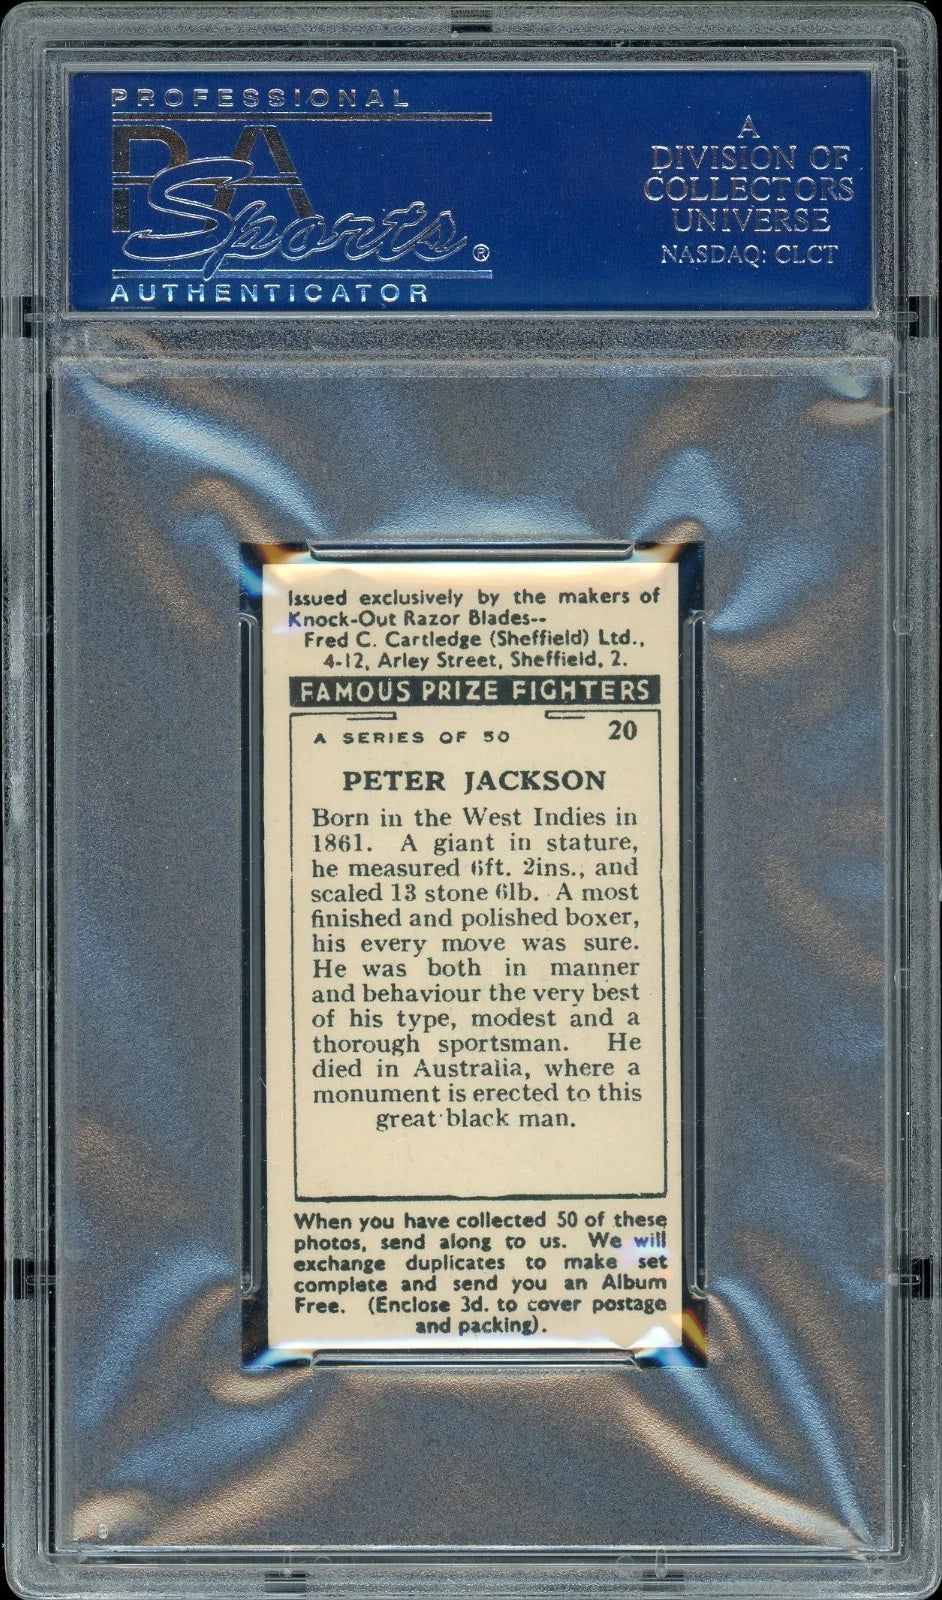 PROFESSIONAL
PSA
Sports ®
AUTHENTICATOR
A
DIVISION OF
COLLECTORS
UNIVERSE
NASDAQ: CLCT
Issued exclusively by the makers of
Knock-Out Razor Blades--
Fred C. Cartledge (Sheffield) Ltd.,
4-12, Arley Street, Sheffield, 2.
FAMOUS PRIZE FIGHTERS
A SERIES OF 50 20
PETER JACKSON
Born in the West Indies in
1861. A giant in stature,
he measured 6ft. 2ins., and
scaled 13 stone 6lb. A most
finished and polished boxer,
his every move was sure.
He was both in manner
and behaviour the very best
of his type, modest and a
thorough sportsman. He
died in Australia, where a
monument is erected to this
great black man.
When you have collected 50 of these
photos, send along to us. We will
exchange duplicates to make set
complete and send you an Album
Free. (Enclose 3d. to cover postage
and packing).